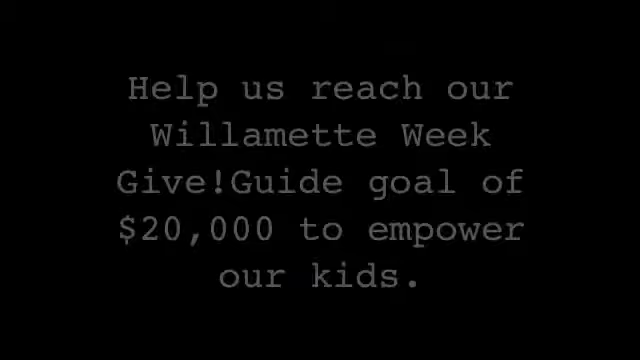 Help us reach our
Willamette Week
Give!Guide goal of
$20,000 to empower
our kids.